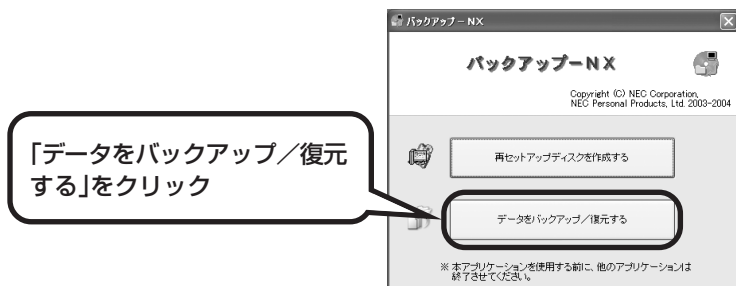 バックアップ－NX
バックアップーNX
Copyright (C) NEC Corporation,
NEC Personal Products, Ltd. 2003-2004
「データをバックアップ／復元
する」をクリック
再セットアップディスクを作成する
データをバックアップ／復元する
※ 本アプリケーションを使用する前に、他のアプリケーションは
終了させてください。